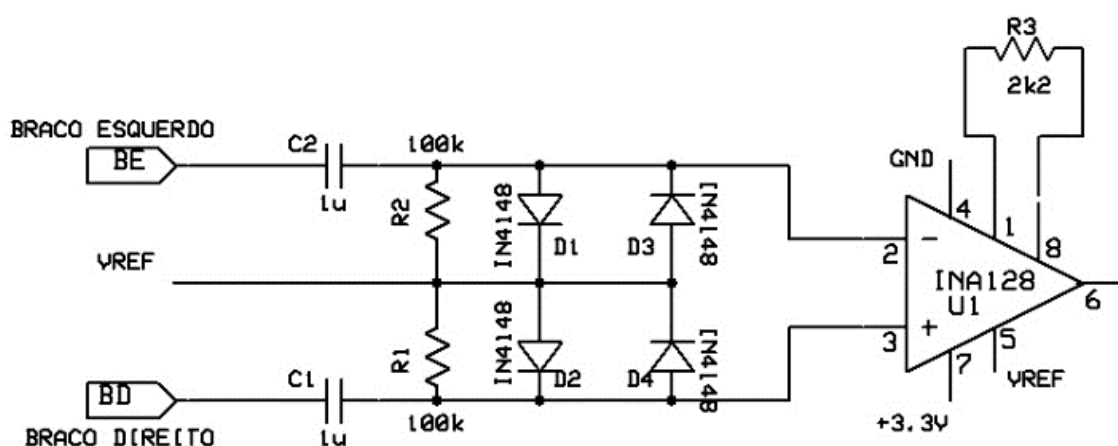 R3
2k2
BRACO ESQUERDO
BE
C2
1u
100k
R2
IN4148
D1
D3
IN4148
GND
4
1
8
2
-
INA128
U1
6
VREF
3
+
5
7
VREF
+3.3V
R1
IN4148
D2
D4
IN4148
BD
C1
1u
100k
BRACO DIREITO